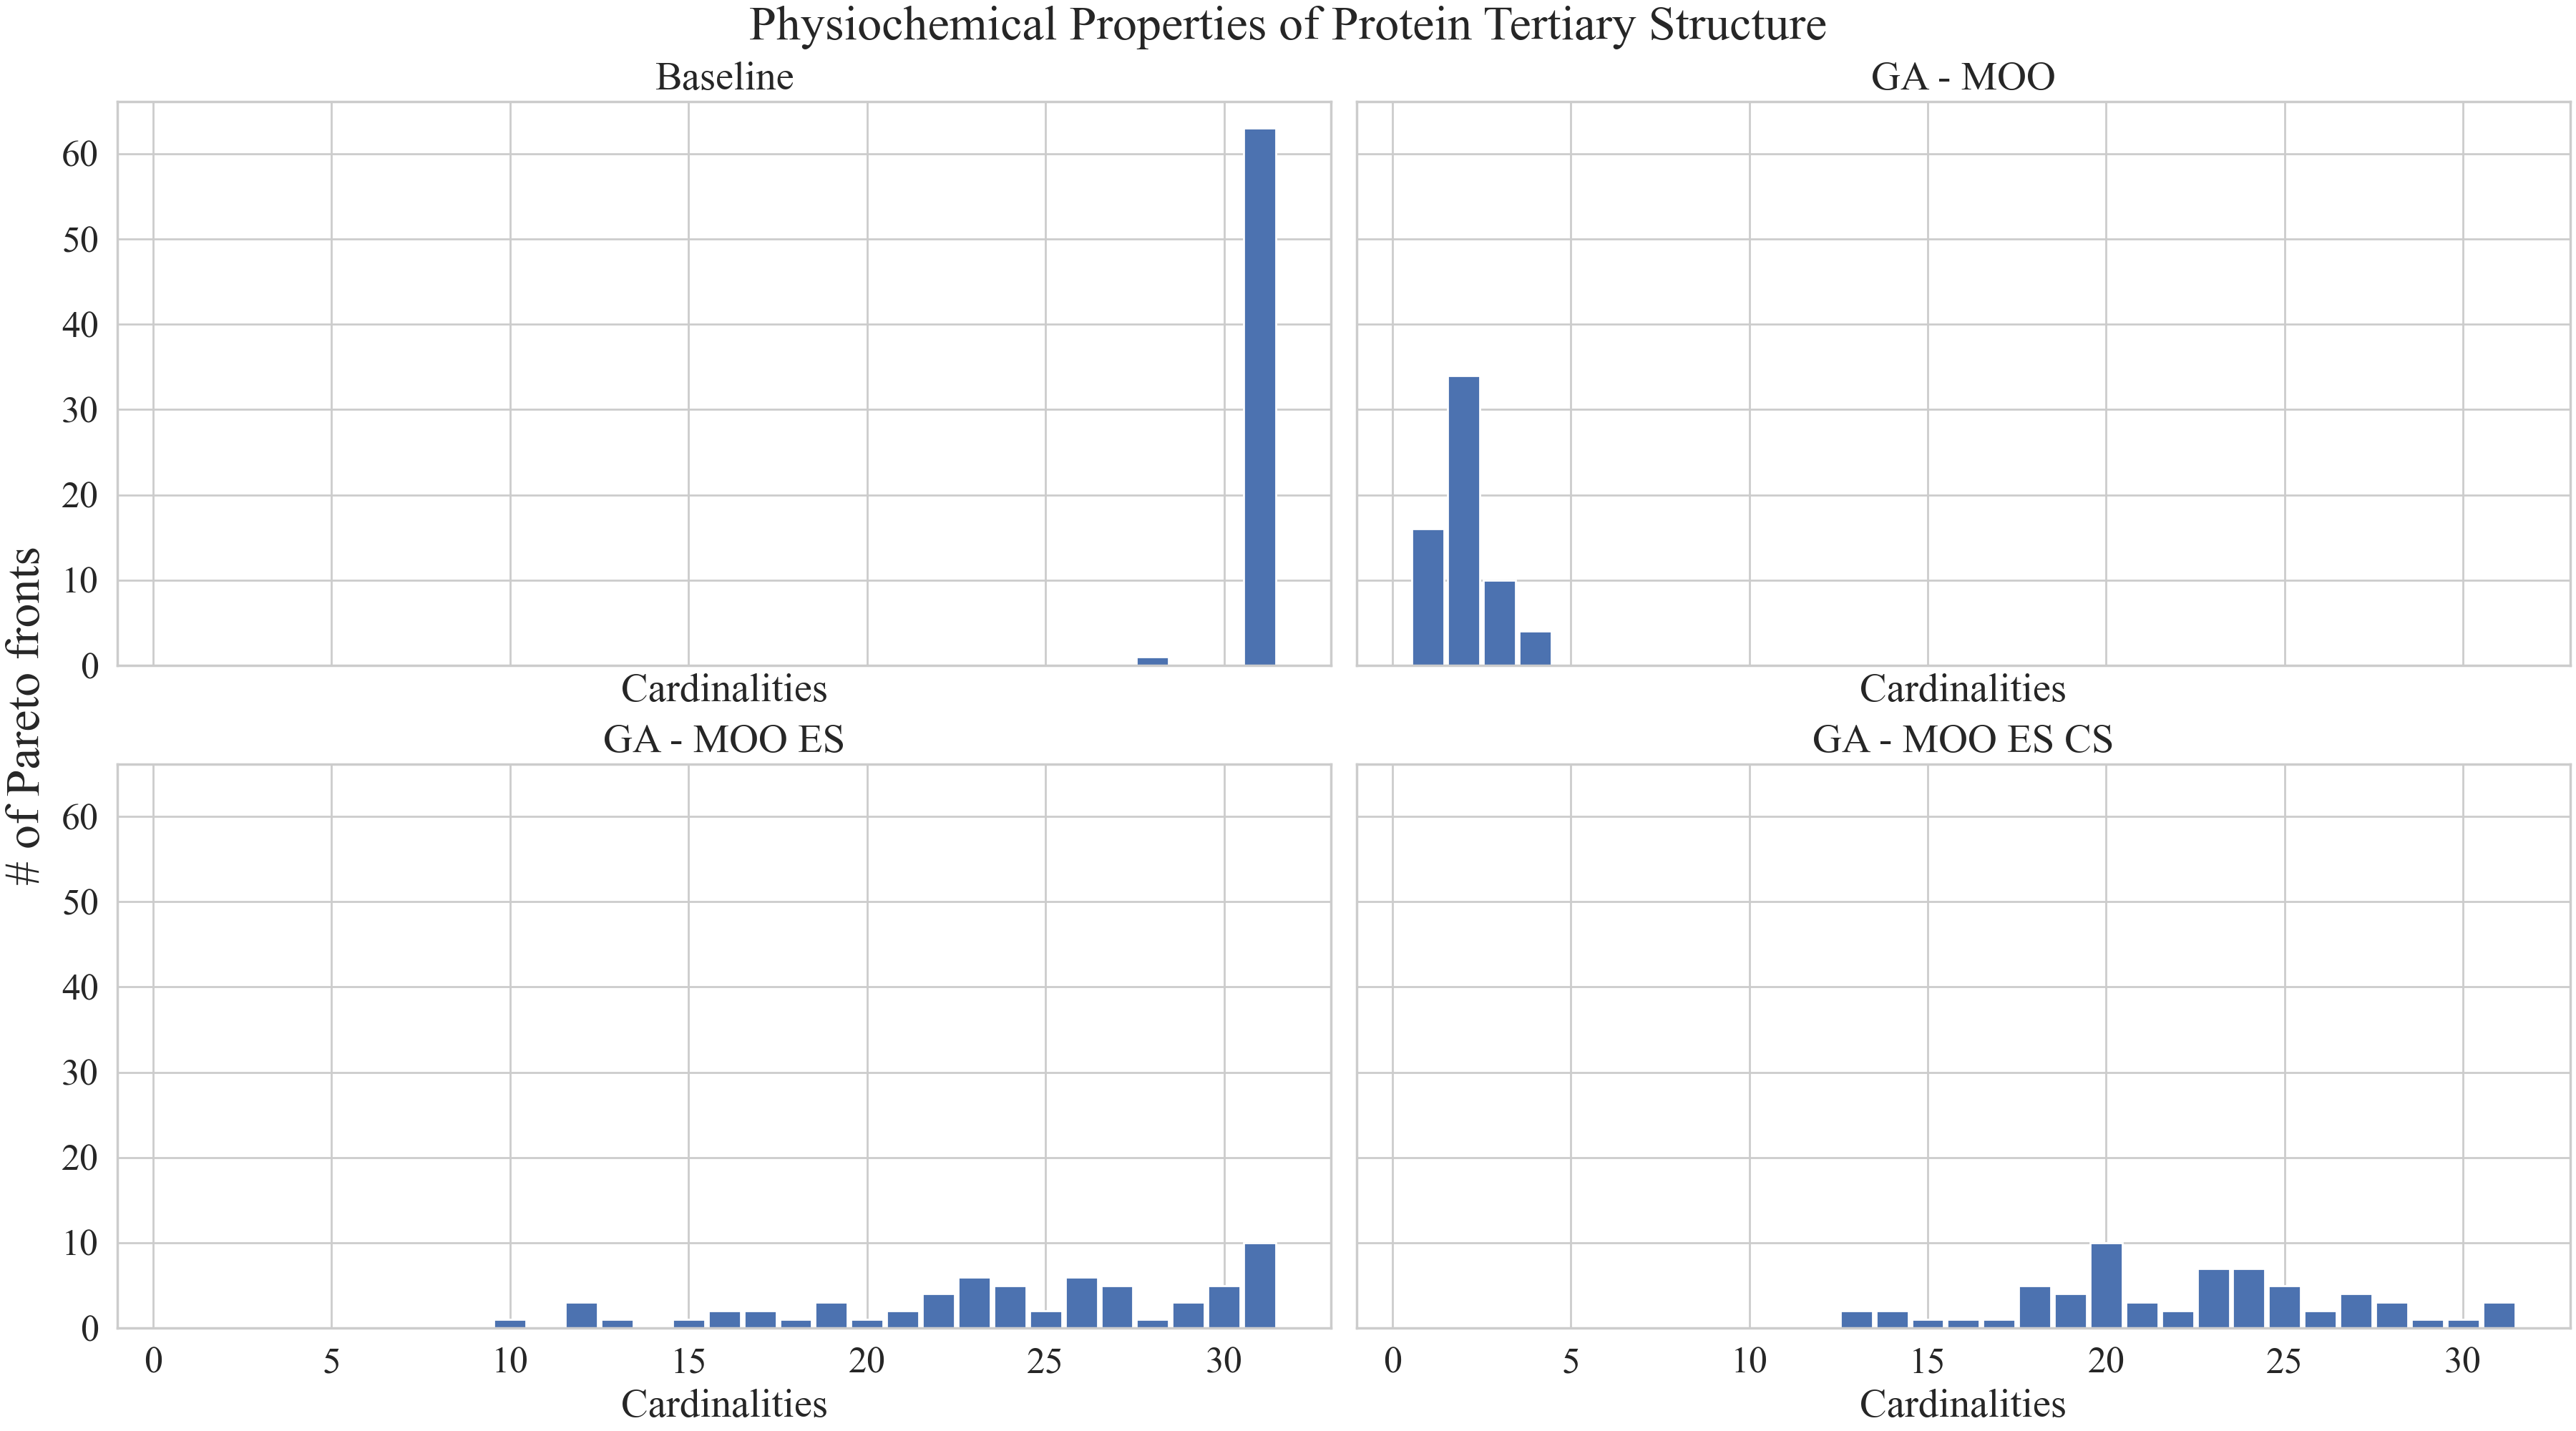 Physiochemical Properties of Protein Tertiary Structure
Baseline
GA - MOO
# of Pareto fronts
60
50
40
30
20
10
0
Cardinalities
Cardinalities
GA - MOO ES
GA - MOO ES CS
60
50
40
30
20
10
0
0 5 10 15 20 25 30
0 5 10 15 20 25 30
Cardinalities
Cardinalities